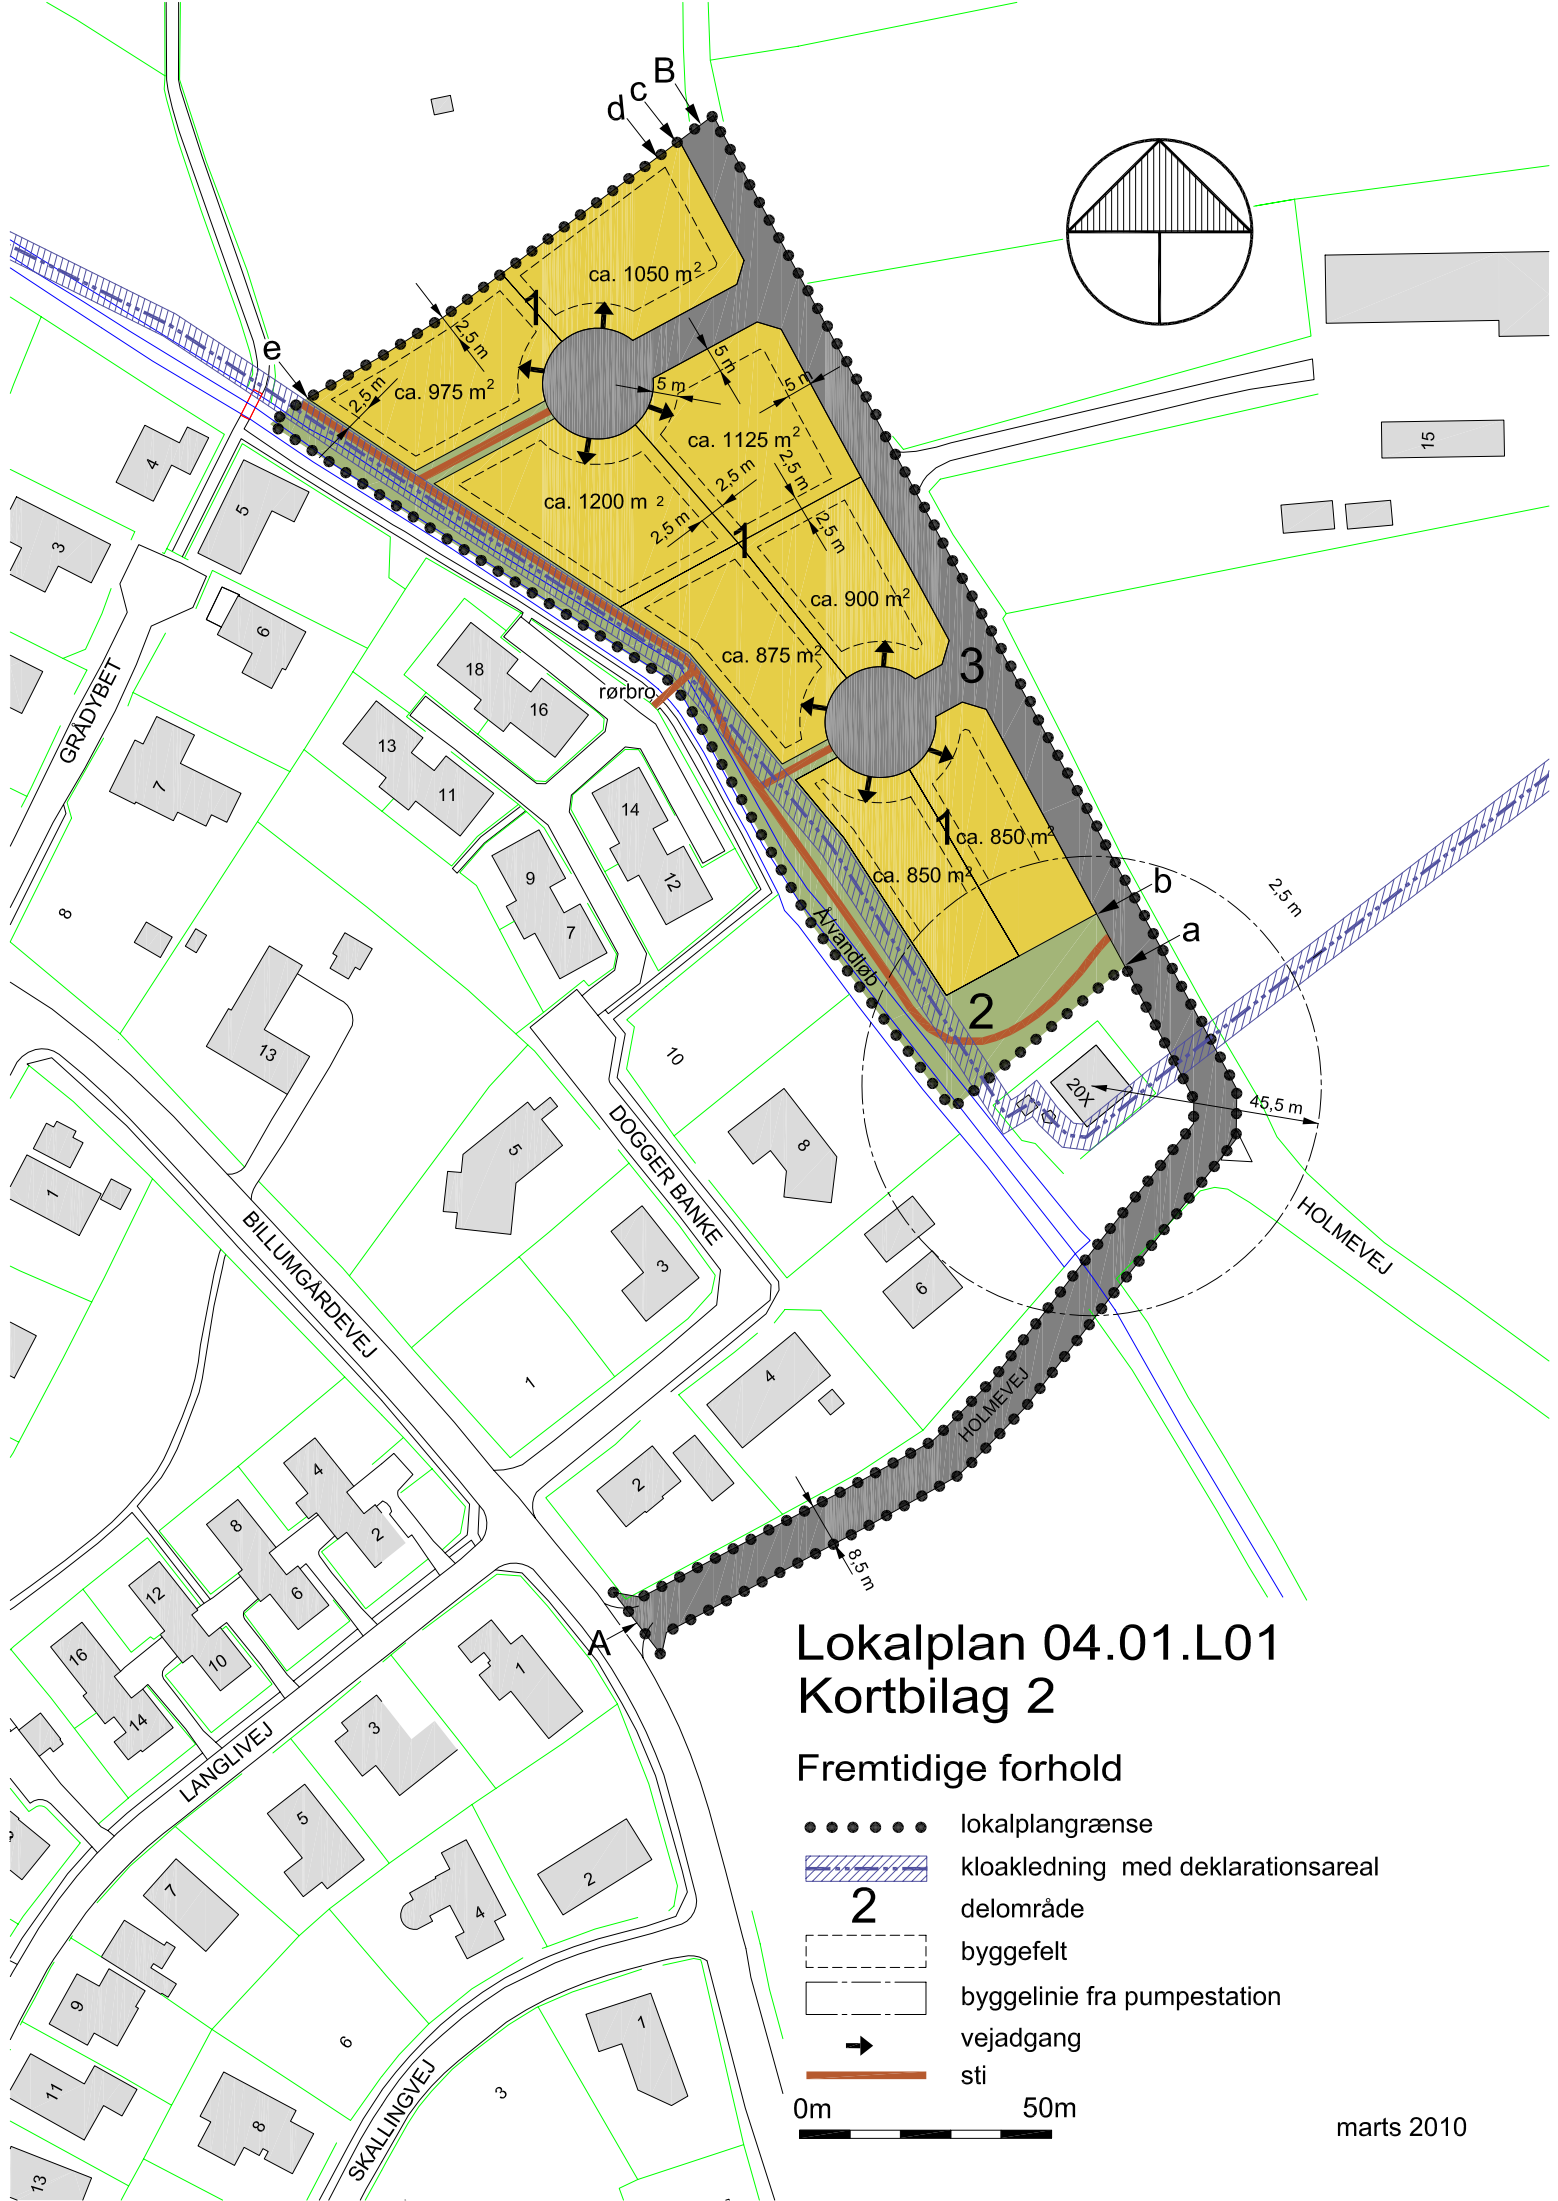 B
c
d
ca. 1050 m2
1
2,5 m
e
ca. 975 m2
2,5 m
5 m
5 m
5 m
ca. 1125 m2
2,5 m
2,5 m
ca. 1200 m 2
2,5 m
1
2,5 m
15
4
5
3
6
ca. 900 m2
3
ca. 875 m2
rørbro
18
16
GRÅDYBET
13
11
7
14
12
9
7
1
ca. 850 m2
ca. 850 m2
b
2,5 m
a
Å/vandløb
8
2
13
10
20X
45,5 m
DOGGER BANKE
5
8
HOLMEVEJ
1
BILLUMGÅRDEVEJ
3
6
1
4
HOLMEVEJ
2
4
8
2
8,5 m
12
6
A
16
10
14
1
3
LANGLIVEJ
5
7
2
4
9
6
1
11
3
8
SKALLINGVEJ
13
Lokalplan 04.01.L01
Kortbilag 2
Fremtidige forhold
lokalplangrænse
kloakledning med deklarationsareal
2 delområde
byggefelt
byggelinie fra pumpestation
vejadgang
sti
0m 50m
marts 2010